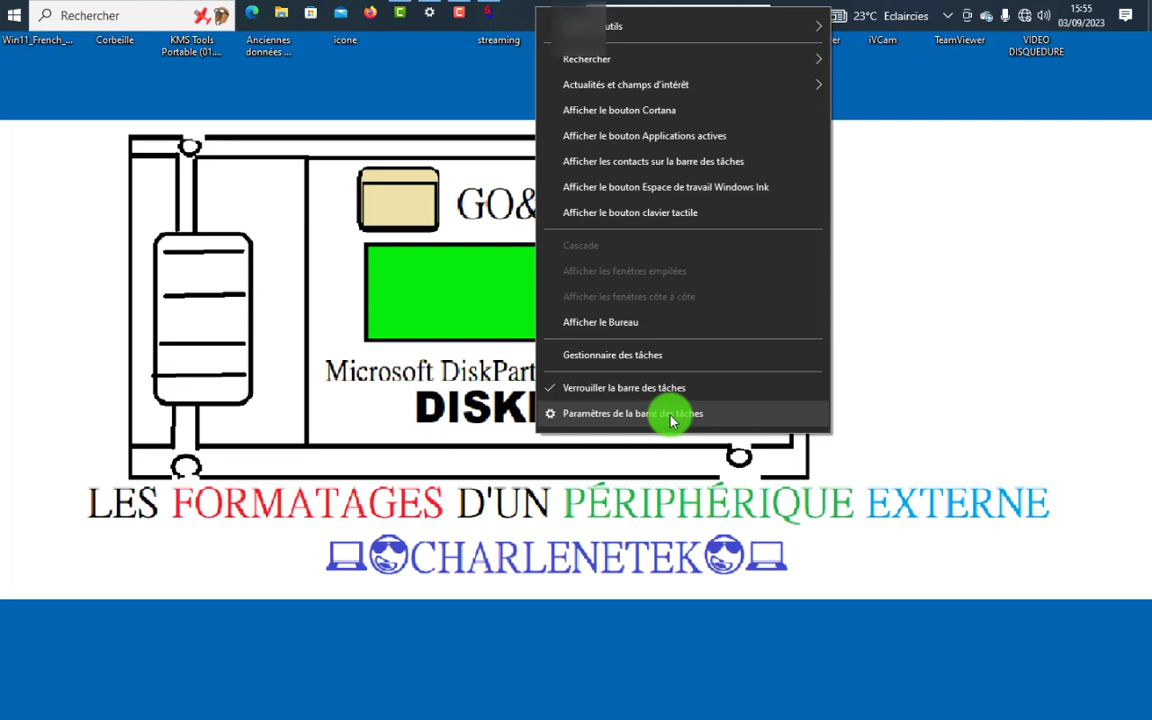 Rechercher
23°C Eclaircies
15:55
03/09/2023
Win11_French_...
Corbeille
KMS Tools
Portable (01....
Anciennes
données ...
icone
streaming
iVCam
TeamViewer
VIDEO
DISQUEDURE
utils
Rechercher
Actualités et champs d'intérêt
Afficher le bouton Cortana
Afficher le bouton Applications actives
Afficher les contacts sur la barre des tâches
Afficher le bouton Espace de travail Windows Ink
Afficher le bouton clavier tactile
Cascade
Afficher les fenêtres empilées
Afficher les fenêtres côte à côte
Afficher le Bureau
Gestionnaire des tâches
Verrouiller la barre des tâches
Paramètres de la barre des tâches
GO&
Microsoft DiskPart
DISK
LES FORMATAGES D'UN PÉRIPHÉRIQUE EXTERNE
CHARLENETEK